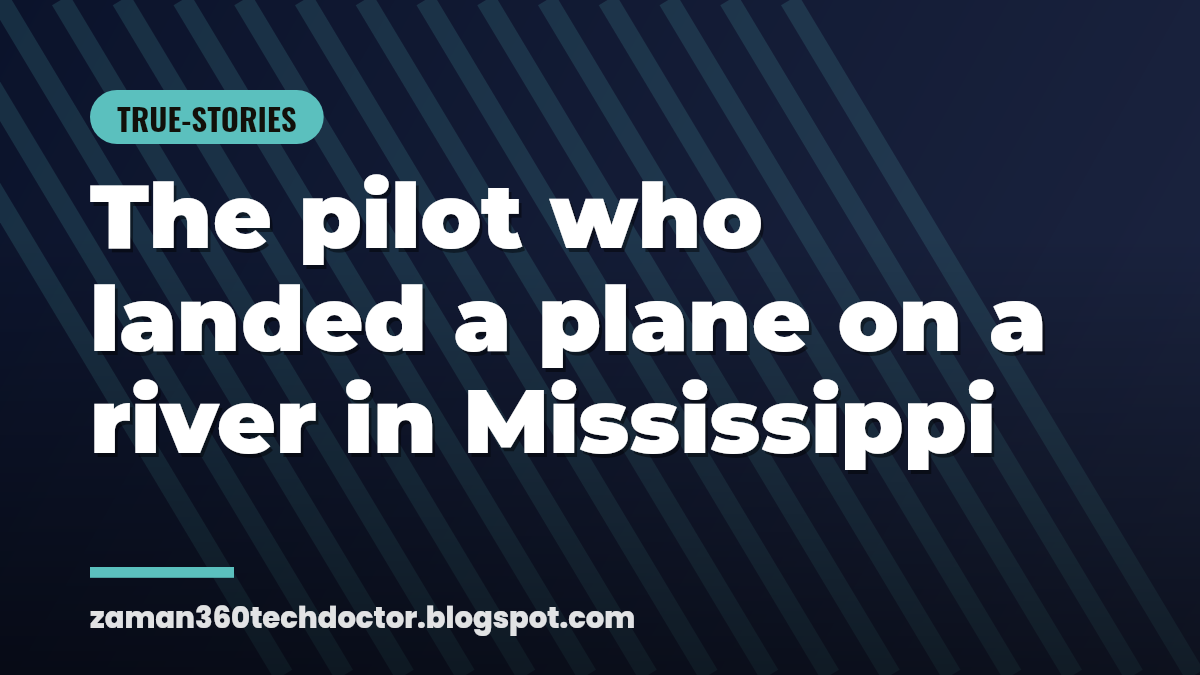 TRUE-STORIES
The pilot who
landed a plane on a
river in Mississippi
zaman360techdoctor.blogspot.com